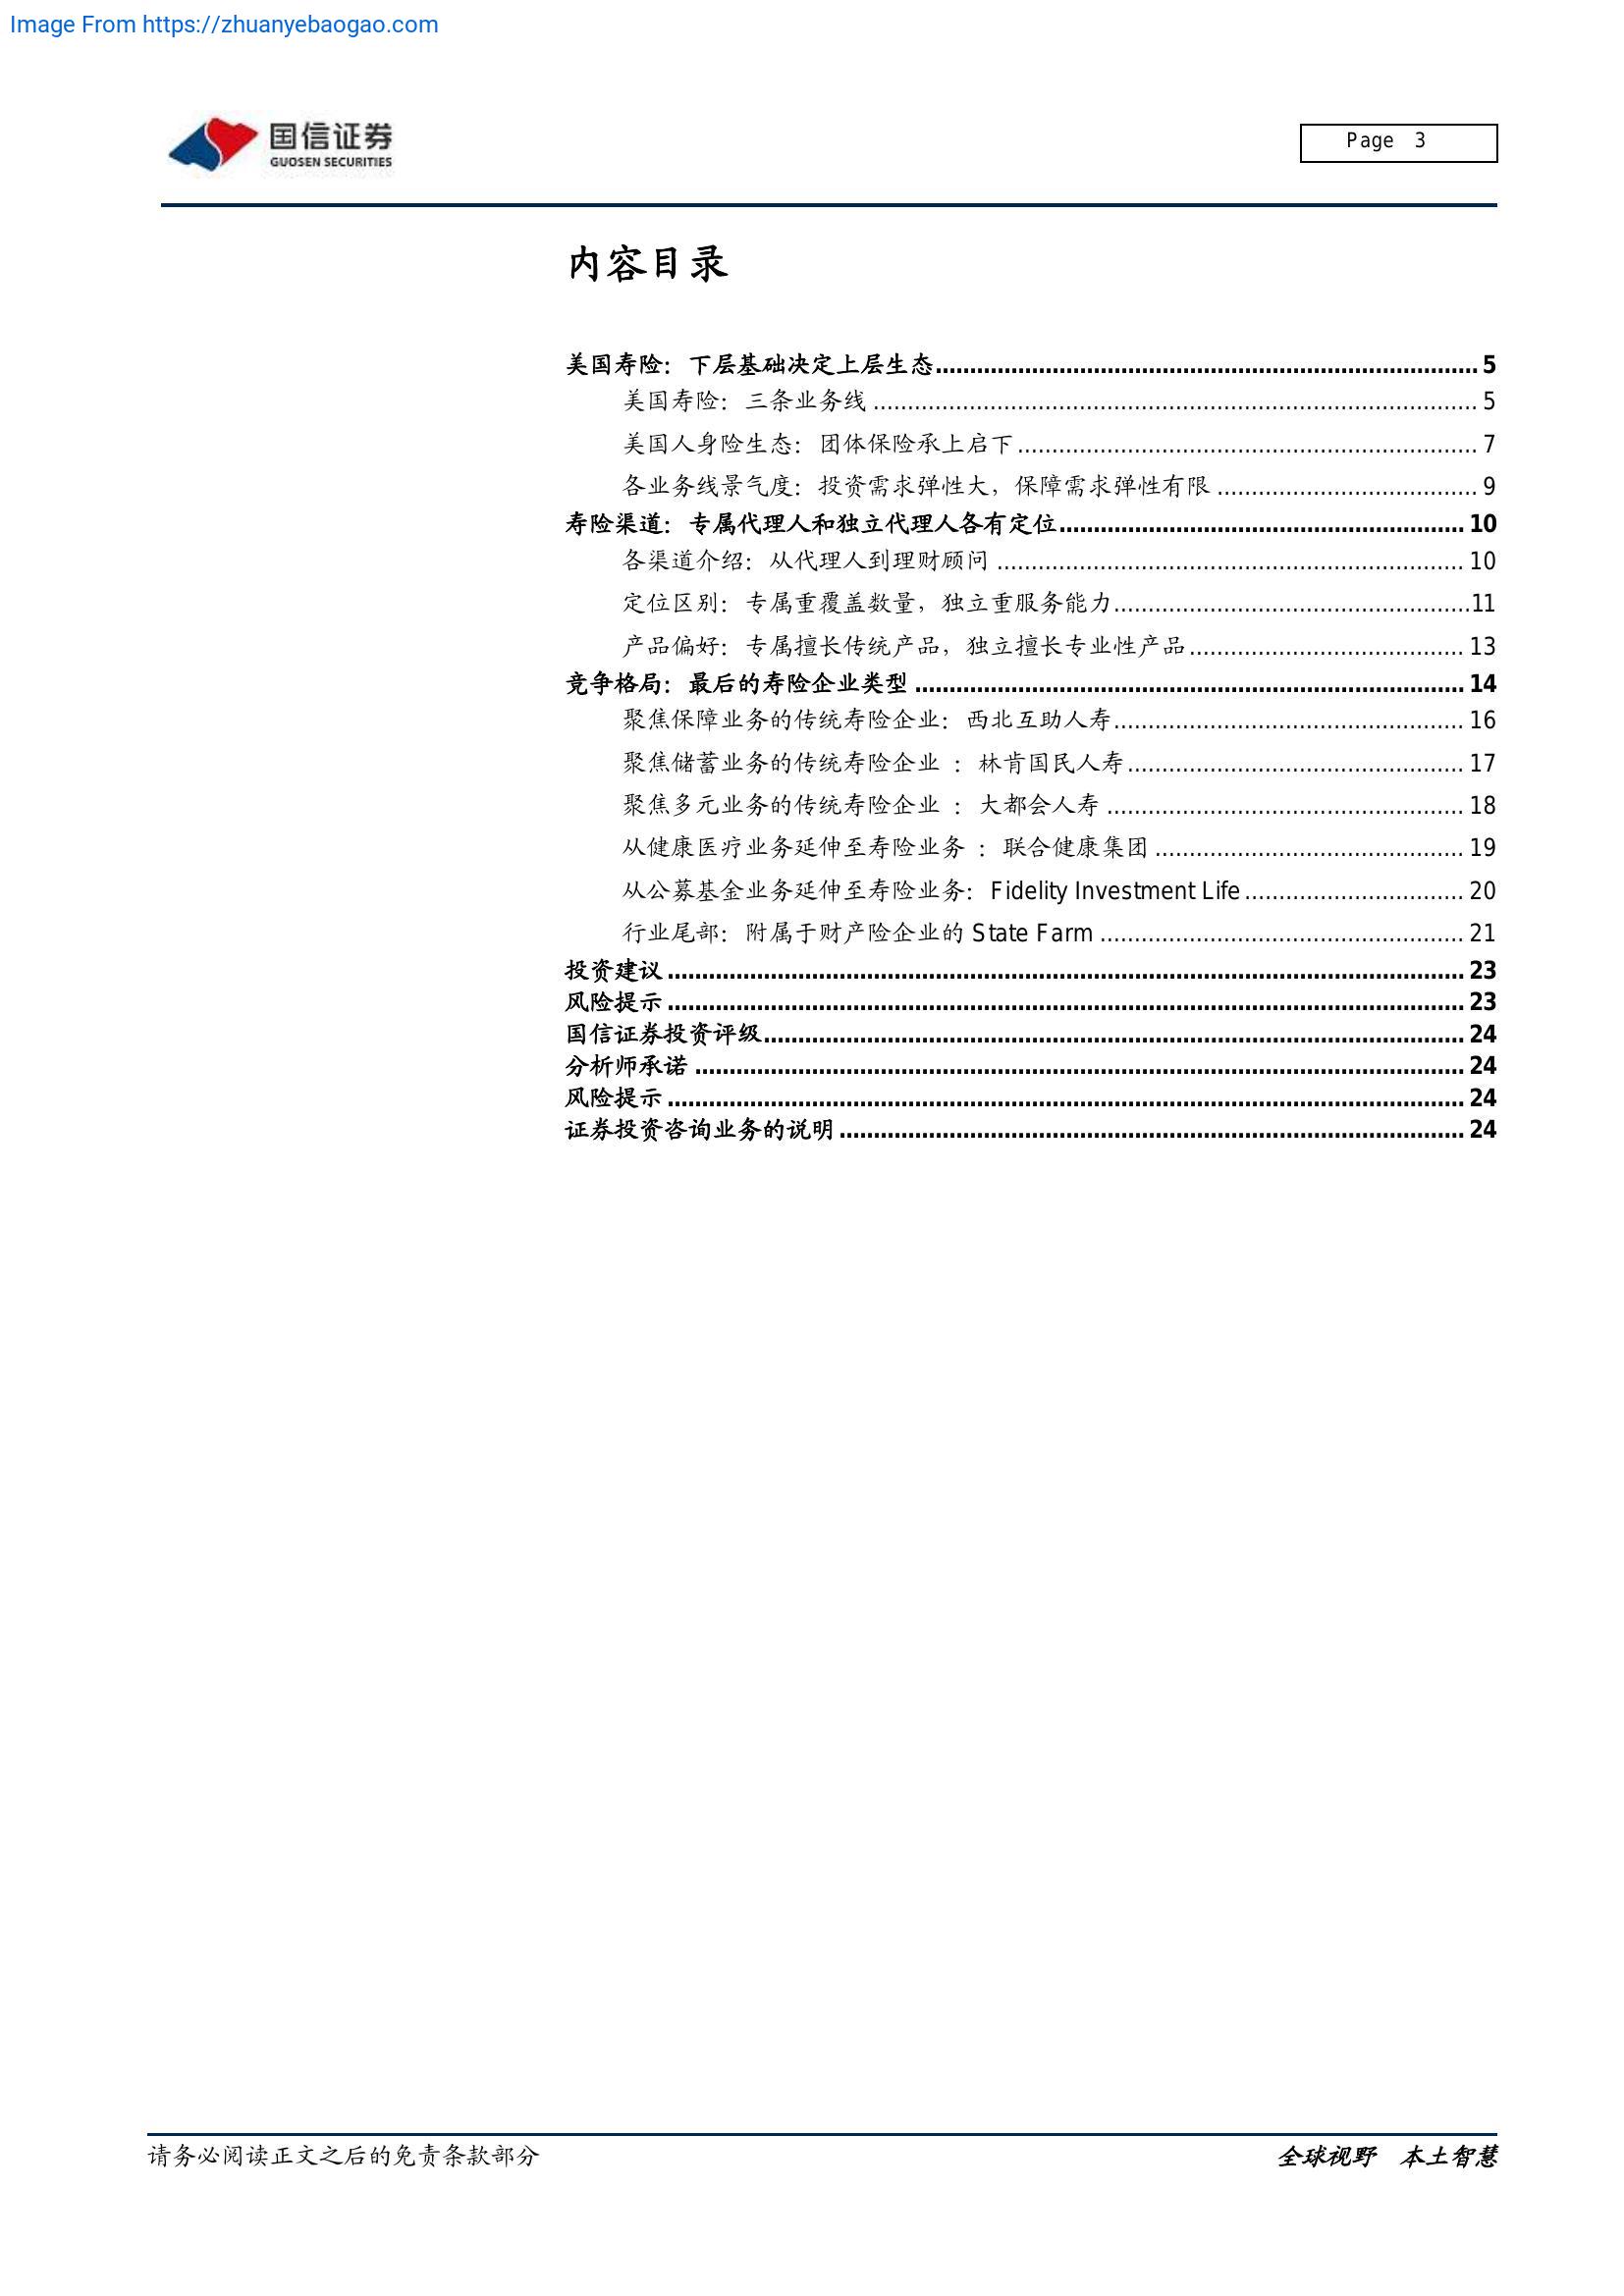 Image From https://zhuanyebaogao.com
国信证券
GUOSEN SECURITIES
Page 3
内容目录
美国寿险：下层基础决定上层生态 5
美国寿险：三条业务线 5
美国人身险生态：团体保险承上启下 7
各业务线景气度：投资需求弹性大，保障需求弹性有限 9
寿险渠道：专属代理人和独立代理人各有定位 10
各渠道介绍：从代理人到理财顾问 10
定位区别：专属重覆盖数量，独立重服务能力 11
产品偏好：专属擅长传统产品，独立擅长专业性产品 13
竞争格局：最后的寿险企业类型 14
聚焦保障业务的传统寿险企业：西北互助人寿 16
聚焦储蓄业务的传统寿险企业 ：林肯国民人寿 17
聚焦多元业务的传统寿险企业 ：大都会人寿 18
从健康医疗业务延伸至寿险业务 ：联合健康集团 19
从公募基金业务延伸至寿险业务：Fidelity Investment Life 20
行业尾部：附属于财产险企业的 State Farm 21
投资建议 23
风险提示 23
国信证券投资评级 24
分析师承诺 24
风险提示 24
证券投资咨询业务的说明 24
请务必阅读正文之后的免责条款部分
全球视野 本土智慧